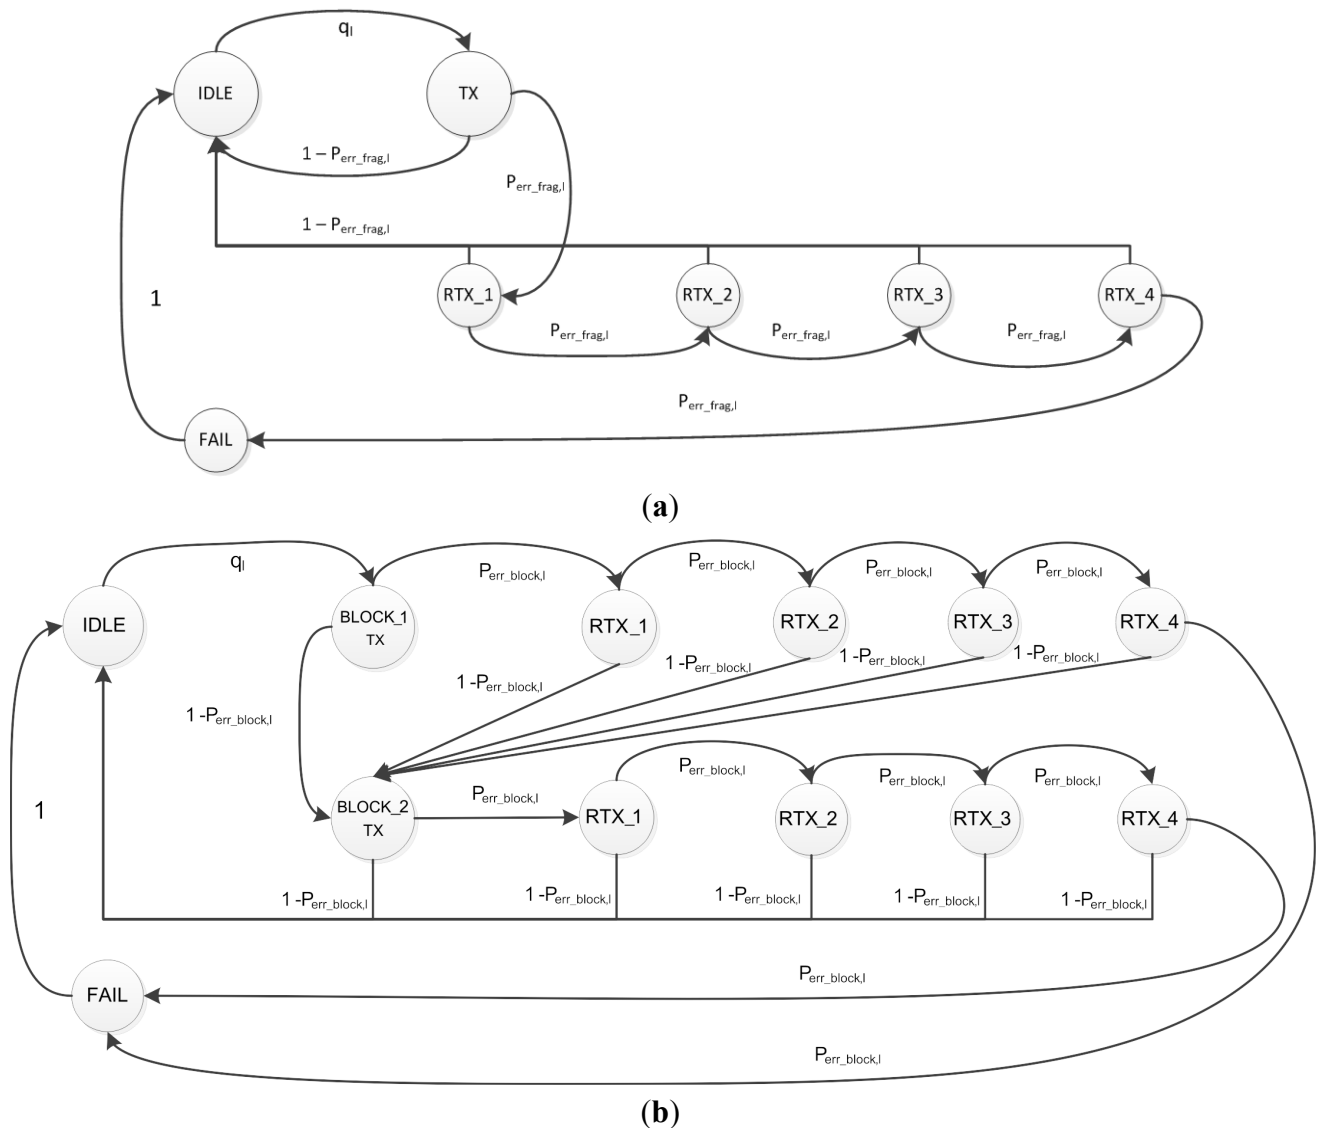 q_l
IDLE
TX
1 – P_err_frag,l
P_err_frag,l
1 – P_err_frag,l
RTX_1
RTX_2
RTX_3
RTX_4
1
P_err_frag,l
P_err_frag,l
P_err_frag,l
P_err_frag,l
FAIL
(a)
q_l
P_err_block,l
P_err_block,l
P_err_block,l
P_err_block,l
IDLE
BLOCK_1
TX
RTX_1
RTX_2
RTX_3
RTX_4
1 -P_err_block,l
1 -P_err_block,l
1 -P_err_block,l
1 -P_err_block,l
1 -P_err_block,l
P_err_block,l
P_err_block,l
P_err_block,l
1
BLOCK_2
TX
P_err_block,l
RTX_1
RTX_2
RTX_3
RTX_4
1 -P_err_block,l
1 -P_err_block,l
1 -P_err_block,l
1 -P_err_block,l
1 -P_err_block,l
P_err_block,l
FAIL
P_err_block,l
(b)